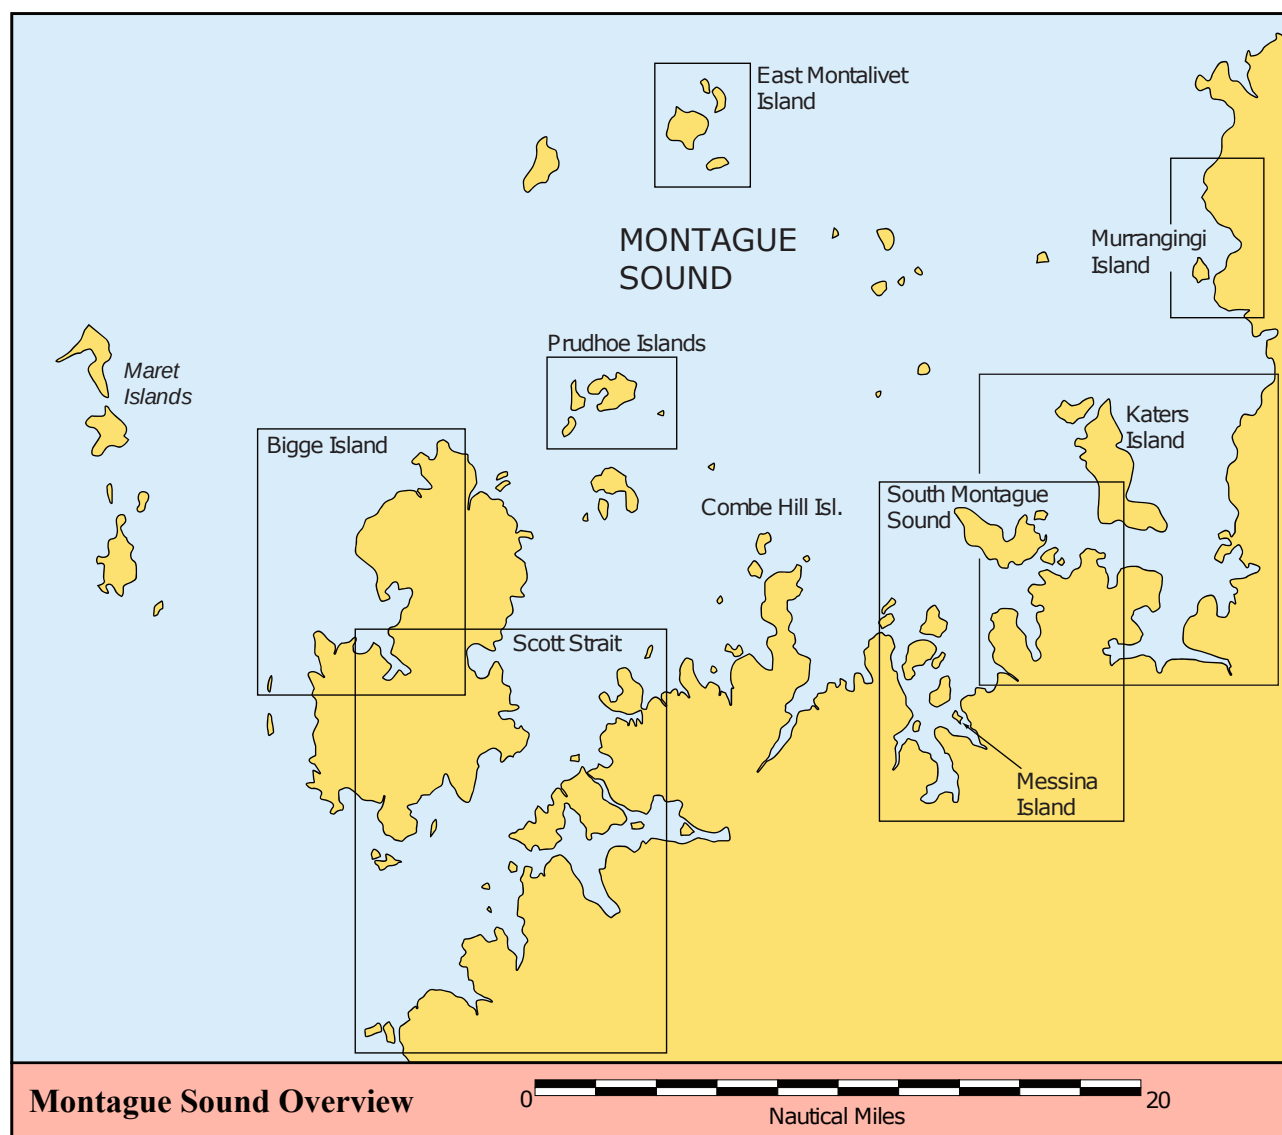 East Montalivet
Island
MONTAGUE
SOUND
Murrangingi
Island
Prudhoe Islands
Maret
Islands
Katers
Island
Bigge Island
South Montague
Sound
Combe Hill Isl.
Scott Strait
Messina
Island
Montague Sound Overview
0
20
Nautical Miles